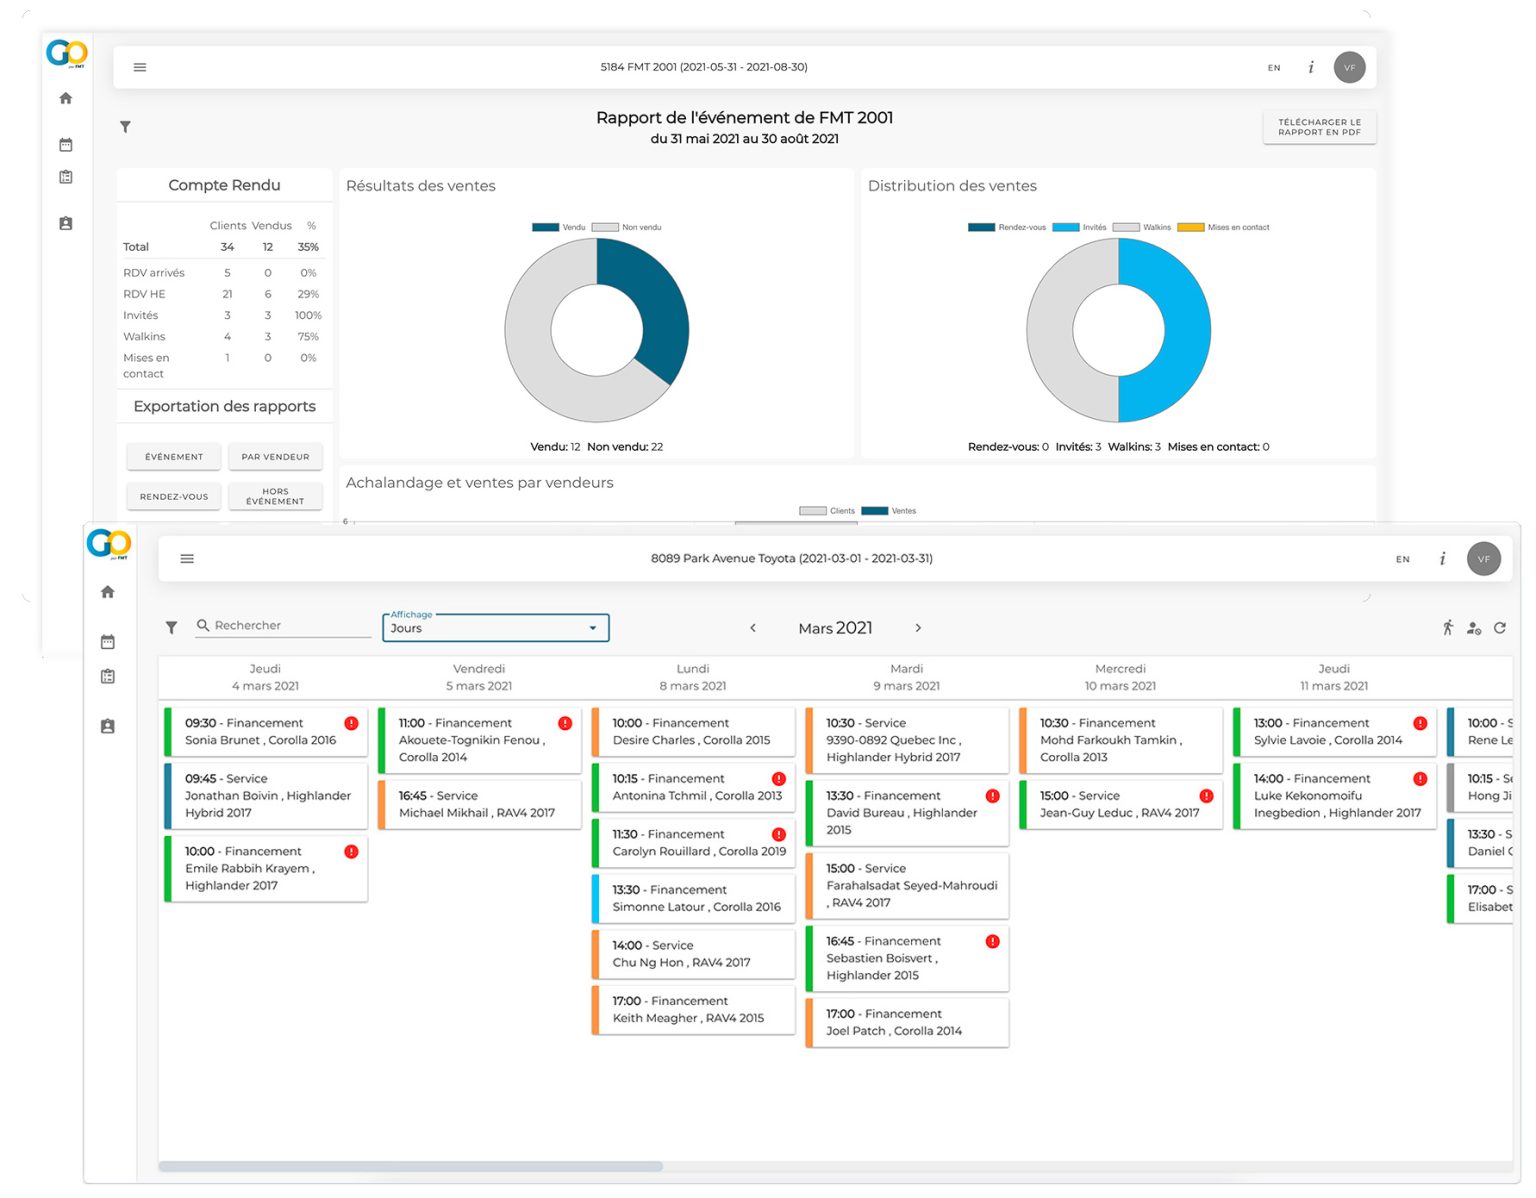 GO
par FMT
5184 FMT 2001 (2021-05-31 - 2021-08-30)
EN
i
VF
Rapport de l'événement de FMT 2001
du 31 mai 2021 au 30 août 2021
TÉLÉCHARGER LE
RAPPORT EN PDF
Compte Rendu
Clients Vendus %
Total 34 12 35%
RDV arrivés 5 0 0%
RDV HE 21 6 29%
Invités 3 3 100%
Walkins 4 3 75%
Mises en
contact 1 0 0%
Exportation des rapports
ÉVÉNEMENT
PAR VENDEUR
RENDEZ-VOUS
HORS
ÉVÉNEMENT
Résultats des ventes
Vendu Non vendu
Vendu: 12 Non vendu: 22
Distribution des ventes
Rendez-vous Invités Walkins Mises en contact
Rendez-vous: 0 Invités: 3 Walkins: 3 Mises en contact: 0
Achalandage et ventes par vendeurs
Clients Ventes
6
GO
par FMT
8089 Park Avenue Toyota (2021-03-01 - 2021-03-31)
EN
i
VF
Rechercher
Affichage
Jours
Mars 2021
Jeudi
4 mars 2021
09:30 - Financement
Sonia Brunet , Corolla 2016
09:45 - Service
Jonathan Boivin , Highlander
Hybrid 2017
10:00 - Financement
Emile Rabbih Krayem ,
Highlander 2017
Vendredi
5 mars 2021
11:00 - Financement
Akouete-Tognikin Fenou ,
Corolla 2014
16:45 - Service
Michael Mikhail , RAV4 2017
Lundi
8 mars 2021
10:00 - Financement
Desire Charles , Corolla 2015
10:15 - Financement
Antonina Tchmil , Corolla 2013
11:30 - Financement
Carolyn Rouillard , Corolla 2019
13:30 - Financement
Simonne Latour , Corolla 2016
14:00 - Service
Chu Ng Hon , RAV4 2017
17:00 - Financement
Keith Meagher , RAV4 2015
Mardi
9 mars 2021
10:30 - Service
9390-0892 Quebec Inc ,
Highlander Hybrid 2017
13:30 - Financement
David Bureau , Highlander
2015
15:00 - Service
Farahalsadat Seyed-Mahroudi
, RAV4 2017
16:45 - Financement
Sebastien Boisvert ,
Highlander 2015
17:00 - Financement
Joel Patch , Corolla 2014
Mercredi
10 mars 2021
10:30 - Financement
Mohd Farkoukh Tamkin ,
Corolla 2013
15:00 - Service
Jean-Guy Leduc , RAV4 2017
Jeudi
11 mars 2021
13:00 - Financement
Sylvie Lavoie , Corolla 2014
14:00 - Financement
Luke Kekonomoifu
Inegbedion , Highlander 2017
10:00 - S
Rene Le
10:15 - Se
Hong Ji
13:30 - S
Daniel
17:00 - S
Elisabet